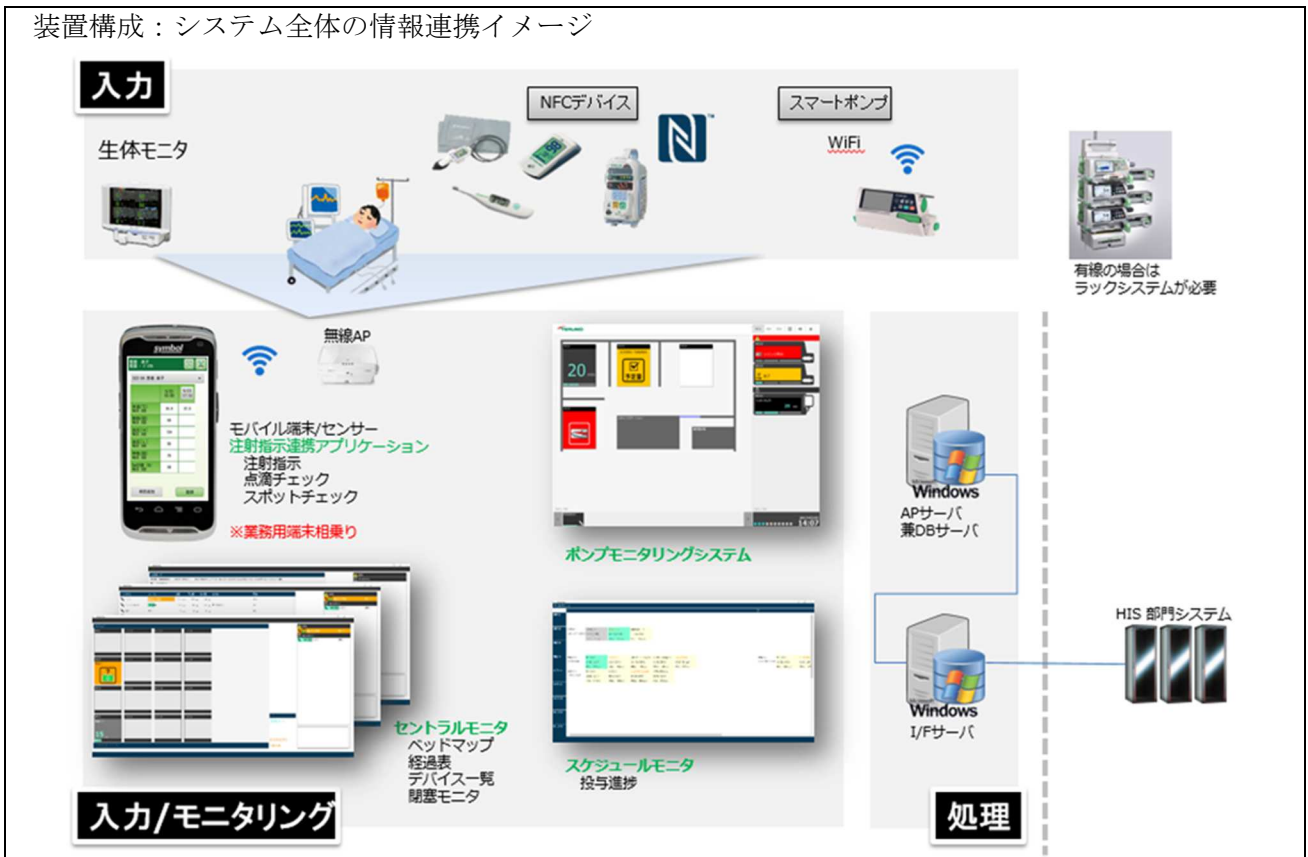 装置構成：システム全体の情報連携イメージ
入力
生体モニタ
NFCデバイス
スマートポンプ
WiFi
有線の場合は
ラックシステムが必要
symbol
無線AP
モバイル端末/センサー
注射指示連携アプリケーション
注射指示
点滴チェック
スポットチェック
※業務用端末相乗り
TERUMO
20
14:07
ポンプモニタリングシステム
セントラルモニタ
ベッドマップ
経過表
デバイス一覧
閉塞モニタ
スケジュールモニタ
投与進捗
入力/モニタリング
Windows
APサーバ
兼DBサーバ
Windows
I/Fサーバ
処理
HIS 部門システム